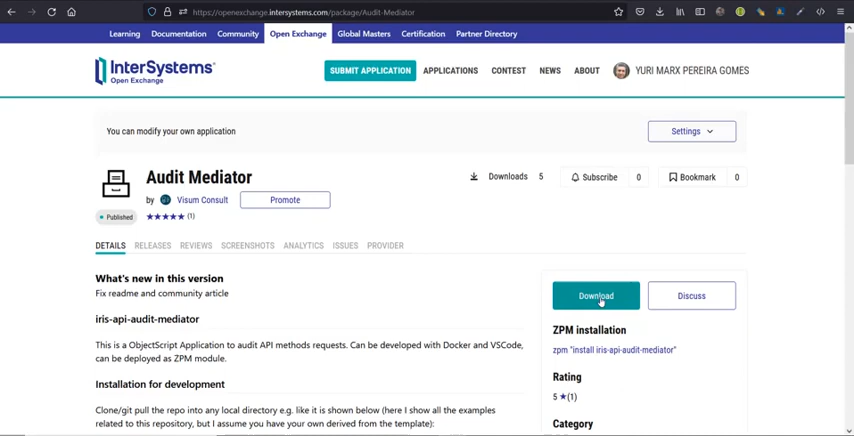 https://openexchange.intersystems.com/package/Audit-Mediator
Learning Documentation Community Open Exchange Global Masters Certification Partner Directory
InterSystems®
Open Exchange
SUBMIT APPLICATION APPLICATIONS CONTEST NEWS ABOUT YURI MARX PEREIRA GOMES
You can modify your own application
Settings
Audit Mediator
Downloads 5 Subscribe 0 Bookmark 0
by Visum Consult Promote
Published
(1)
DETAILS RELEASES REVIEWS SCREENSHOTS ANALYTICS ISSUES PROVIDER
What's new in this version
Fix readme and community article
Download Discuss
iris-api-audit-mediator
ZPM installation
This is a ObjectScript Application to audit API methods requests. Can be developed with Docker and VSCode,
can be deployed as ZPM module.
zpm "install iris-api-audit-mediator"
Rating
Installation for development
5 ★(1)
Clone/git pull the repo into any local directory e.g. like it is shown below (here I show all the examples
related to this repository, but I assume you have your own derived from the template):
Category